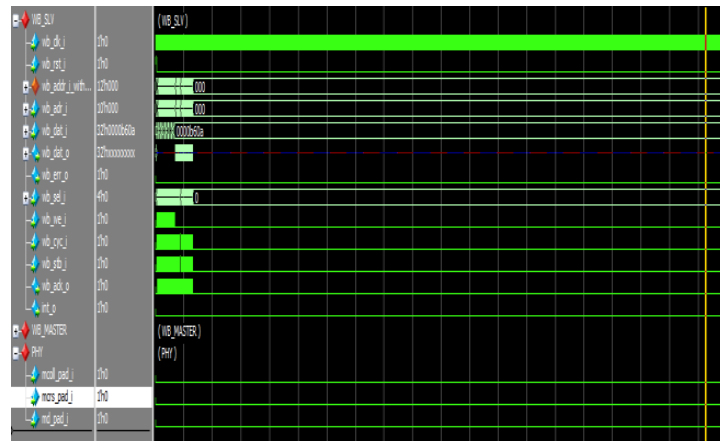 WB_SLV (WB_SLV)
wb_clk_i 1'h0
wb_rst_i 1'h0
wb_addr_i_with... 12'h000 000
wb_adr_i 10'h000 000
wb_dat_i 32'h0000b60a 0000b60a
wb_dat_o 32'hxxxxxxxx
wb_err_o 1'h0
wb_sel_i 4'h0 0
wb_we_i 1'h0
wb_cyc_i 1'h0
wb_stb_i 1'h0
wb_ack_o 1'h0
int_o 1'h0
WB_MASTER (WB_MASTER)
PHY (PHY)
mcoll_pad_i 1'h0
mcrs_pad_i 1'h0
md_pad_i 1'h0